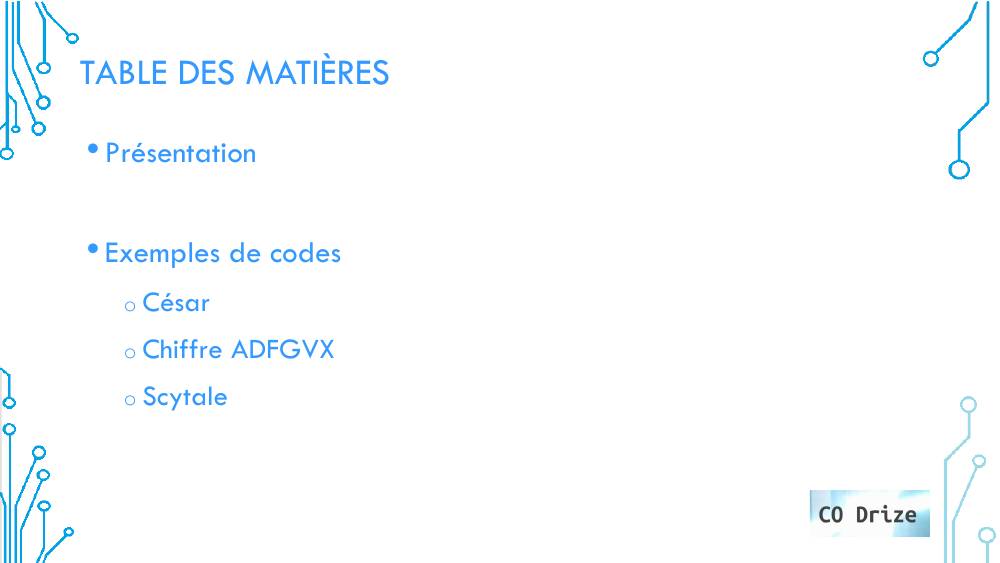 TABLE DES MATIÈRES
• Présentation
• Exemples de codes
o César
o Chiffre ADFGVX
o Scytale
CO Drize